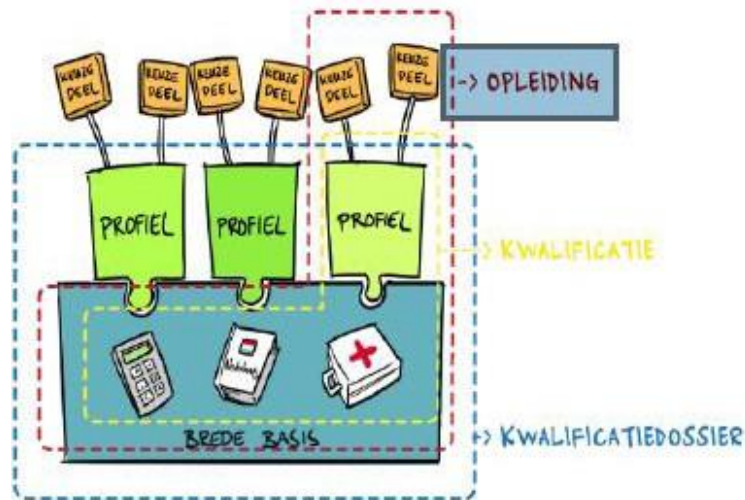 KEUZE
DEEL
KEUZE
DEEL
KEUZE
DEEL
KEUZE
DEEL
KEUZE
DEEL
KEUZE
DEEL
-> OPLEIDING
PROFIEL
PROFIEL
PROFIEL
-> KWALIFICATIE
BREDE BASIS
-> KWALIFICATIEDOSSIER